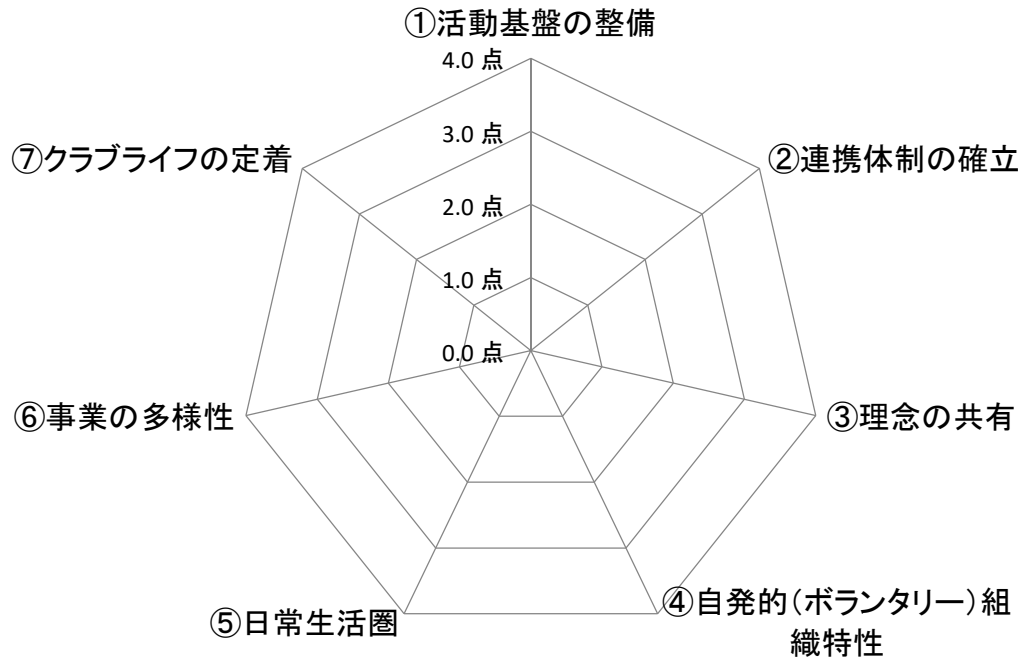 ①活動基盤の整備
4.0 点
3.0 点
2.0 点
1.0 点
0.0 点
②連携体制の確立
③理念の共有
④自発的(ボランタリー)組
織特性
⑤日常生活圏
⑥事業の多様性
⑦クラブライフの定着